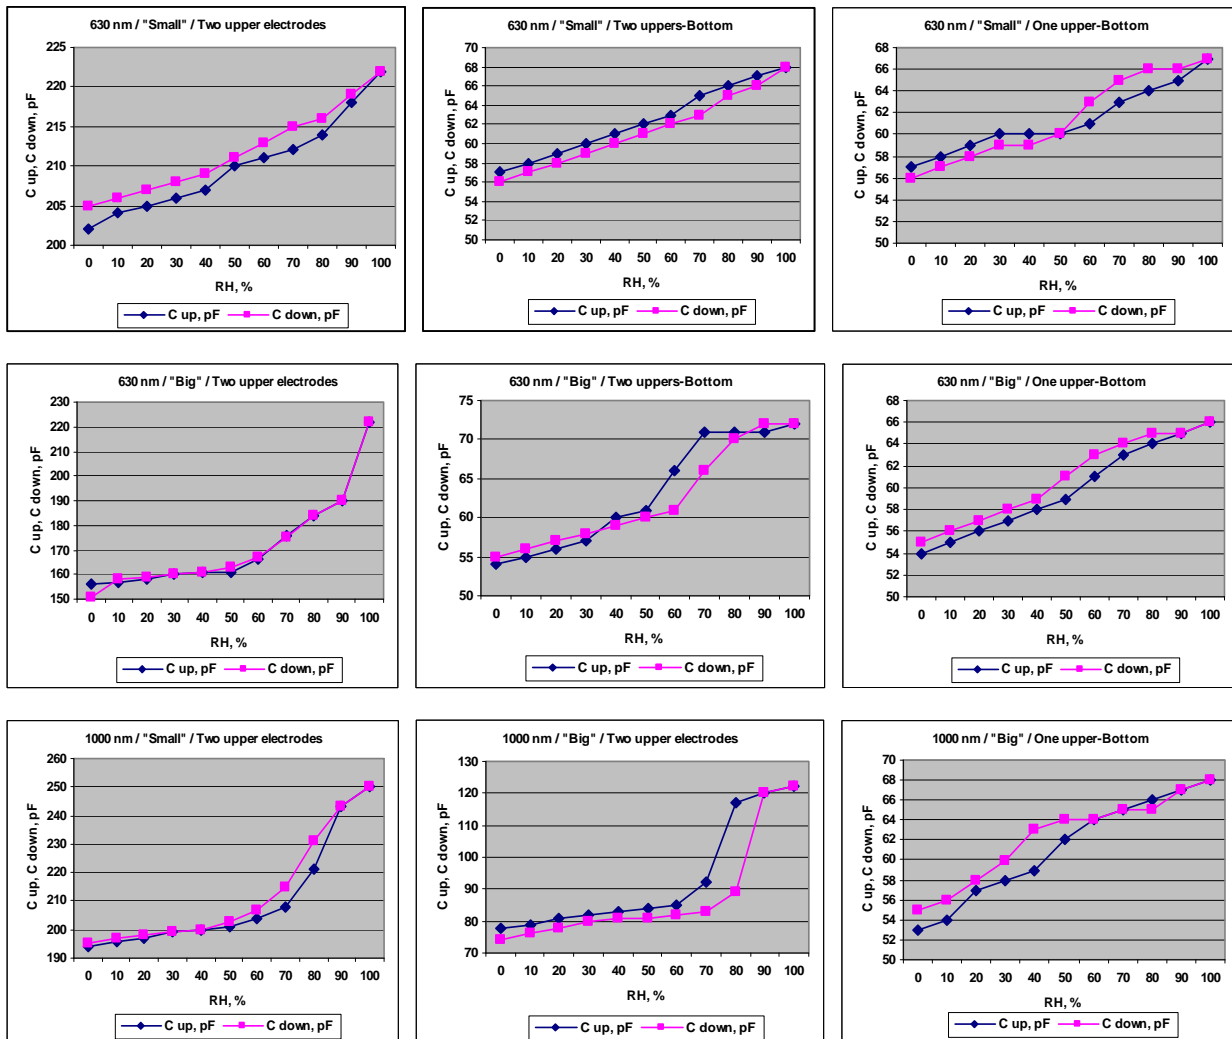 630 nm / "Small" / Two upper electrodes
C up, C down, pF
225
220
215
210
205
200
0 10 20 30 40 50 60 70 80 90 100
RH, %
C up, pF C down, pF
630 nm / "Small" / Two uppers-Bottom
C up, C down, pF
70
68
66
64
62
60
58
56
54
52
50
0 10 20 30 40 50 60 70 80 90 100
RH, %
C up, pF C down, pF
630 nm / "Small" / One upper-Bottom
C up, C down, pF
68
66
64
62
60
58
56
54
52
50
0 10 20 30 40 50 60 70 80 90 100
RH, %
C up, pF C down, pF
630 nm / "Big" / Two upper electrodes
C up, C down, pF
230
220
210
200
190
180
170
160
150
0 10 20 30 40 50 60 70 80 90 100
RH, %
C up, pF C down, pF
630 nm / "Big" / Two uppers-Bottom
C up, C down, pF
75
70
65
60
55
50
0 10 20 30 40 50 60 70 80 90 100
RH, %
C up, pF C down, pF
630 nm / "Big" / One upper-Bottom
C up, C down, pF
68
66
64
62
60
58
56
54
52
50
0 10 20 30 40 50 60 70 80 90 100
RH, %
C up, pF C down, pF
1000 nm / "Small" / Two upper electrodes
C up, C down, pF
260
250
240
230
220
210
200
190
0 10 20 30 40 50 60 70 80 90 100
RH, %
C up, pF C down, pF
1000 nm / "Big" / Two upper electrodes
C up, C down, pF
130
120
110
100
90
80
70
0 10 20 30 40 50 60 70 80 90 100
RH, %
C up, pF C down, pF
1000 nm / "Big" / One upper-Bottom
C up, C down, pF
70
68
66
64
62
60
58
56
54
52
50
0 10 20 30 40 50 60 70 80 90 100
RH, %
C up, pF C down, pF